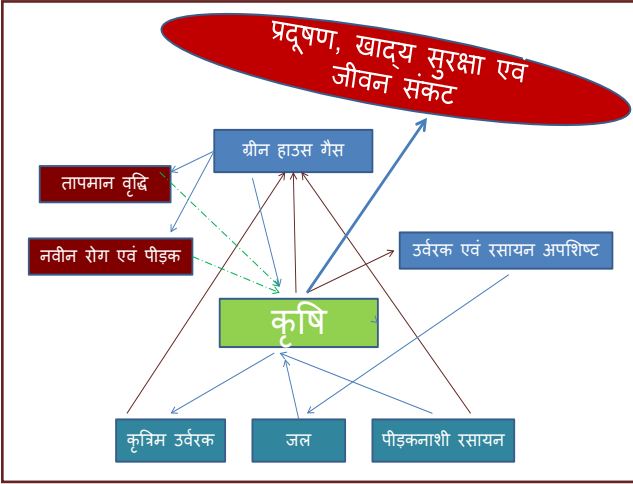 प्रदूषण, खाद्य सुरक्षा एवं
जीवन संकट
ग्रीन हाउस गैस
तापमान वृद्धि
नवीन रोग एवं पीड़क
उर्वरक एवं रसायन अपशिष्ट
कृषि
कृत्रिम उर्वरक
जल
पीड़कनाशी रसायन